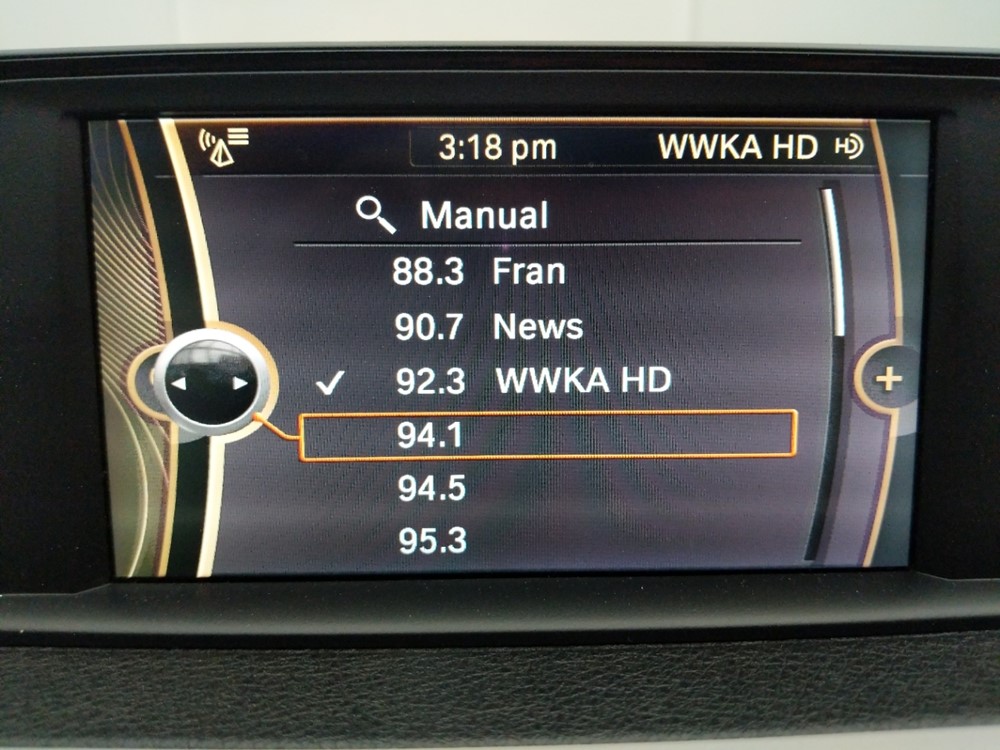 3:18 pm WWKA HD HD
Manual
88.3 Fran
90.7 News
92.3 WWKA HD
94.1
94.5
95.3